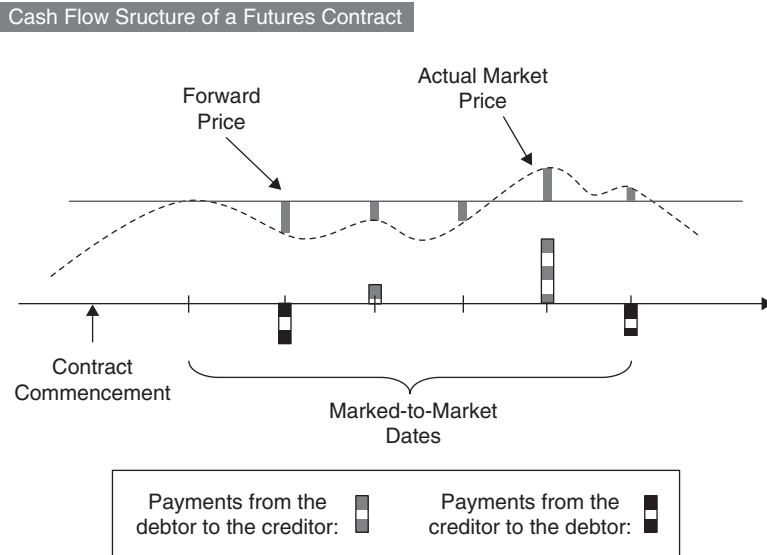 Cash Flow Sructure of a Futures Contract
Actual Market
Price
Forward
Price
Contract
Commencement
Marked-to-Market
Dates
Payments from the
debtor to the creditor:
Payments from the
creditor to the debtor: